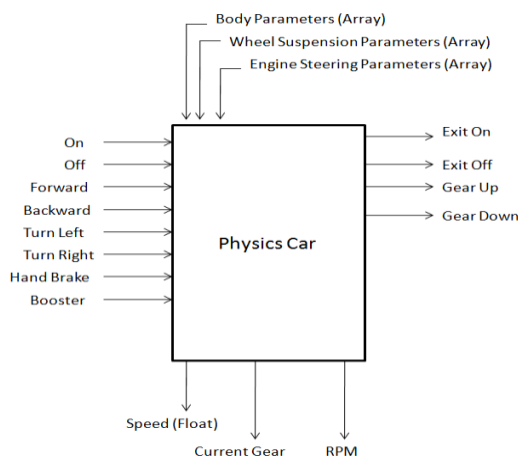 Body Parameters (Array)
Wheel Suspension Parameters (Array)
Engine Steering Parameters (Array)
On
Off
Forward
Backward
Turn Left
Turn Right
Hand Brake
Booster
Physics Car
Exit On
Exit Off
Gear Up
Gear Down
Speed (Float)
Current Gear
RPM